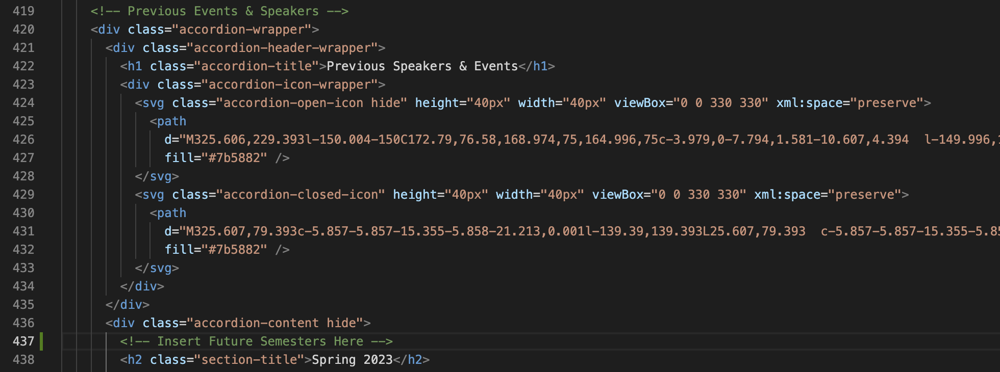 419 <!-- Previous Events & Speakers -->
420 <div class="accordion-wrapper">
421 <div class="accordion-header-wrapper">
422 <h1 class="accordion-title">Previous Speakers & Events</h1>
423 <div class="accordion-icon-wrapper">
424 <svg class="accordion-open-icon hide" height="40px" width="40px" viewBox="0 0 330 330" xml:space="preserve">
425 <path
426 d="M325.606,229.393l-150.004-150C172.79,76.58,168.974,75,164.996,75c-3.979,0-7.794,1.581-10.607,4.394  l-149.996,
427 fill="#7b5882" />
428 </svg>
429 <svg class="accordion-closed-icon" height="40px" width="40px" viewBox="0 0 330 330" xml:space="preserve">
430 <path
431 d="M325.607,79.393c-5.857-5.857-15.355-5.858-21.213,0.001l-139.39,139.393L25.607,79.393  c-5.857-5.857-15.355-5.85
432 fill="#7b5882" />
433 </svg>
434 </div>
435 </div>
436 <div class="accordion-content hide">
437 <!-- Insert Future Semesters Here -->
438 <h2 class="section-title">Spring 2023</h2>